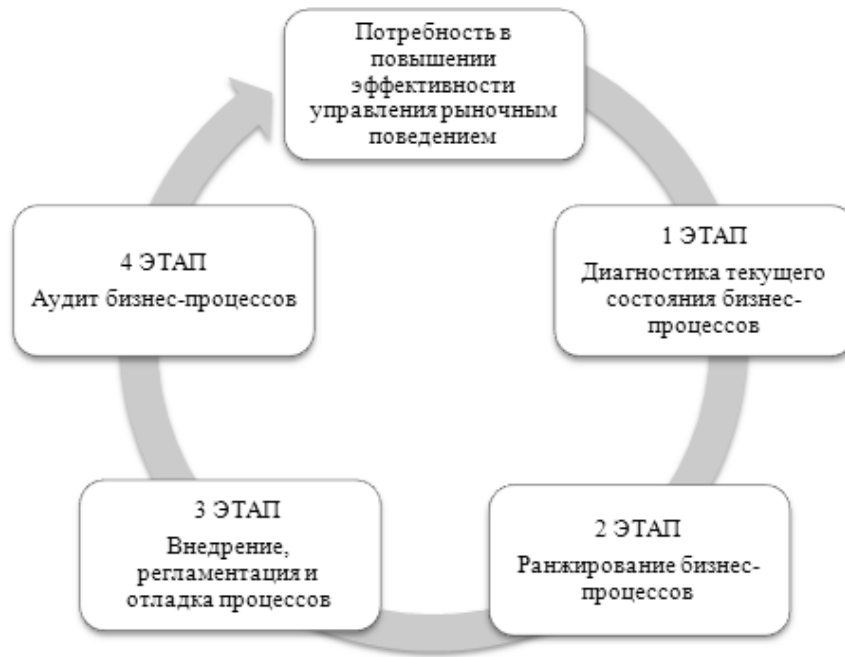 Потребность в
повышении
эффективности
управления рыночным
поведением
1 ЭТАП
Диагностика текущего
состояния бизнес-
процессов
2 ЭТАП
Ранжирование бизнес-
процессов
3 ЭТАП
Внедрение,
регламентация и
отладка процессов
4 ЭТАП
Аудит бизнес-процессов